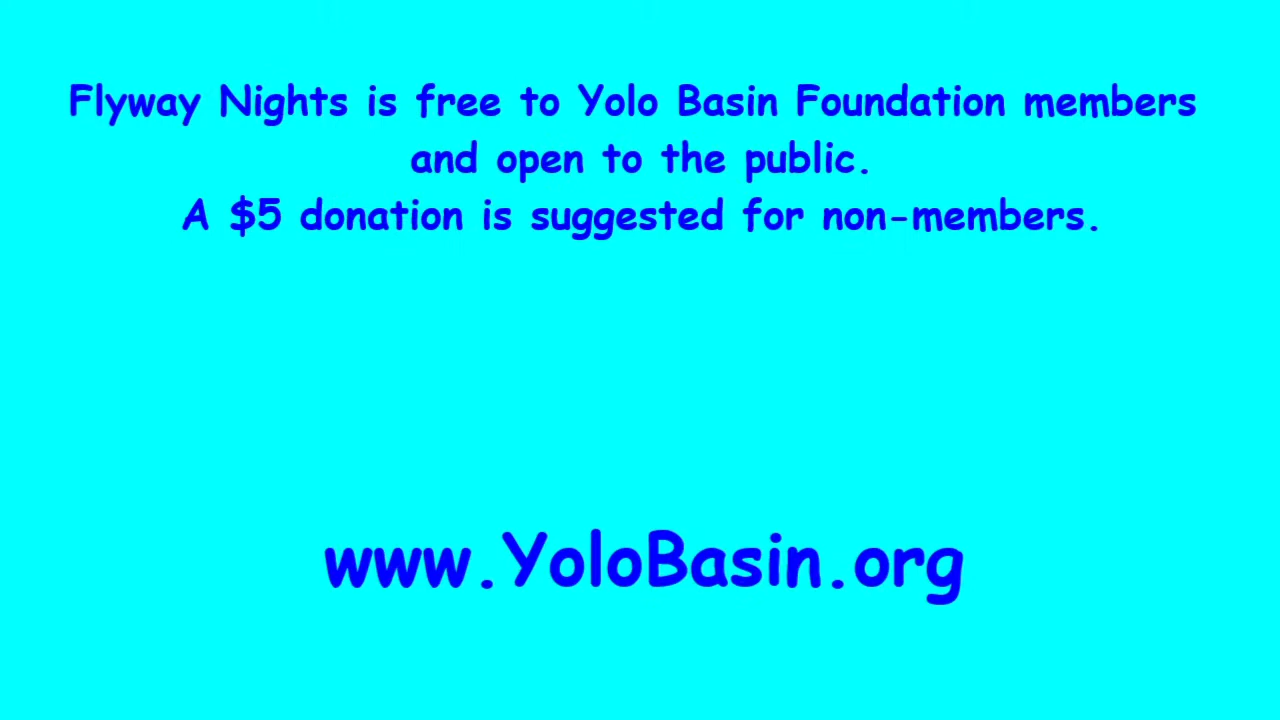 Flyway Nights is free to Yolo Basin Foundation members
and open to the public.
A $5 donation is suggested for non-members.
www.YoloBasin.org